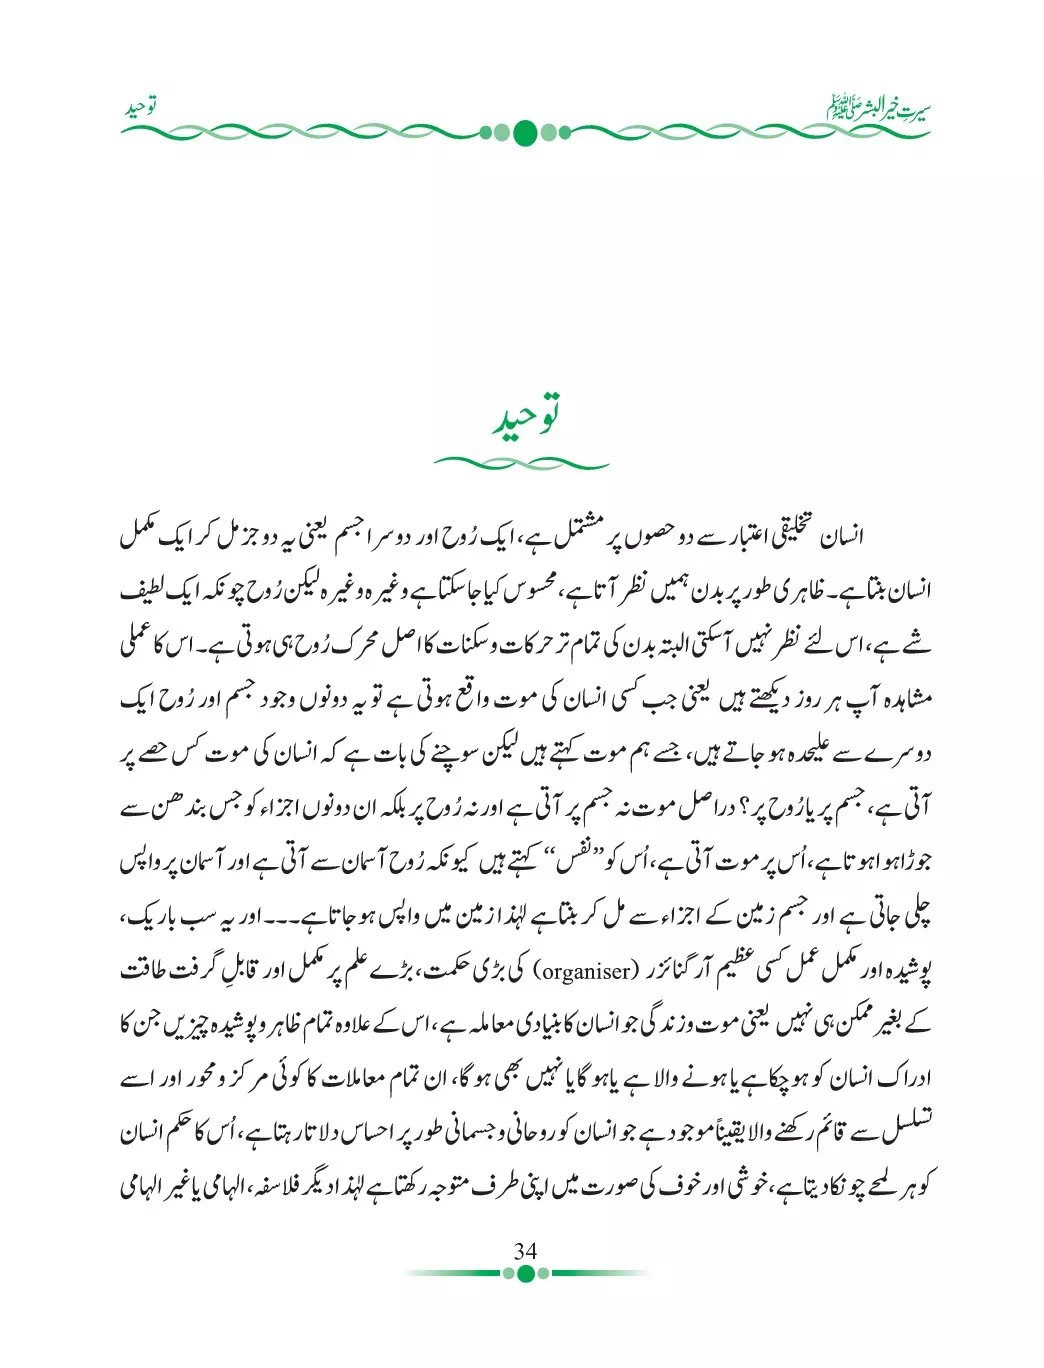 سیرتِ خیر البشر ﷺ
توحید
توحید
انسان تخلیقی اعتبار سے دو حصوں پر مشتمل ہے، ایک رُوح اور دوسرا جسم یعنی یہ دو جز مل کر ایک مکمل
انسان بنتا ہے۔ ظاہری طور پر بدن ہمیں نظر آتا ہے، محسوس کیا جاسکتا ہے وغیرہ وغیرہ لیکن رُوح چونکہ ایک لطیف
شے ہے، اس لئے نظر نہیں آسکتی البتہ بدن کی تمام تر حرکات و سکنات کا اصل محرک رُوح ہی ہوتی ہے۔ اس کا عملی
مشاہدہ آپ ہر روز دیکھتے ہیں یعنی جب کسی انسان کی موت واقع ہوتی ہے تو یہ دونوں وجود جسم اور رُوح ایک
دوسرے سے علیحدہ ہو جاتے ہیں، جسے ہم موت کہتے ہیں لیکن سوچنے کی بات ہے کہ انسان کی موت کس حصے پر
آتی ہے، جسم پر یا رُوح پر؟ دراصل موت نہ جسم پر آتی ہے اور نہ رُوح پر بلکہ ان دونوں اجزاء کو جس بندھن سے
جوڑا ہوا ہوتا ہے، اُس پر موت آتی ہے، اُس کو ”نفس“ کہتے ہیں کیونکہ رُوح آسمان سے آتی ہے اور آسمان پر واپس
چلی جاتی ہے اور جسم زمین کے اجزاء سے مل کر بنتا ہے لہٰذا زمین میں واپس ہو جاتا ہے۔۔۔ اور یہ سب باریک،
پوشیدہ اور مکمل عمل کسی عظیم آرگنائزر (organiser) کی بڑی حکمت، بڑے علم پر مکمل اور قابلِ گرفت طاقت
کے بغیر ممکن ہی نہیں یعنی موت و زندگی جو انسان کا بنیادی معاملہ ہے، اس کے علاوہ تمام ظاہر و پوشیدہ چیزیں جن کا
ادراک انسان کو ہو چکا ہے یا ہونے والا ہے یا ہو گا یا نہیں بھی ہو گا، ان تمام معاملات کا کوئی مرکز و محور اور اسے
تسلسل سے قائم رکھنے والا یقیناً موجود ہے جو انسان کو روحانی و جسمانی طور پر احساس دلاتا رہتا ہے، اُس کا حکم انسان
کو ہر لمحے چونکا دیتا ہے، خوشی اور خوف کی صورت میں اپنی طرف متوجہ رکھتا ہے لہٰذا دیگر فلاسفہ، الہامی یا غیر الہامی
34